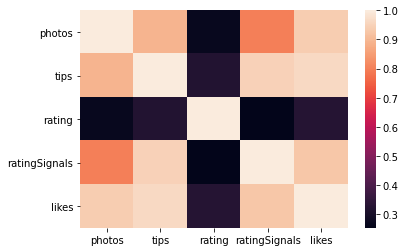 photos
tips
rating
ratingSignals
likes
photos tips rating ratingSignals likes
1.0
0.9
0.8
0.7
0.6
0.5
0.4
0.3